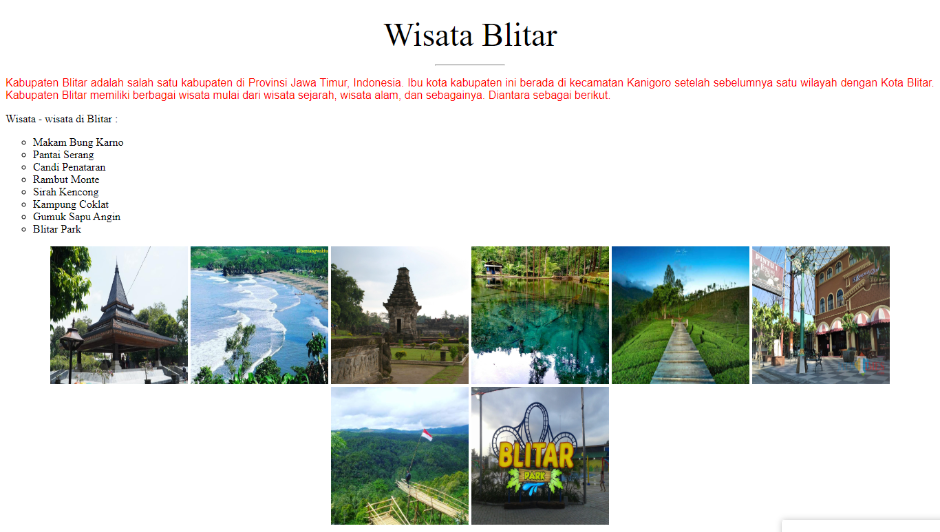 Wisata Blitar
Kabupaten Blitar adalah salah satu kabupaten di Provinsi Jawa Timur, Indonesia. Ibu kota kabupaten ini berada di kecamatan Kanigoro setelah sebelumnya satu wilayah dengan Kota Blitar.
Kabupaten Blitar memiliki berbagai wisata mulai dari wisata sejarah, wisata alam, dan sebagainya. Diantara sebagai berikut.
Wisata - wisata di Blitar :
Makam Bung Karno
Pantai Serang
Candi Penataran
Rambut Monte
Sirah Kencong
Kampung Coklat
Gumuk Sapu Angin
Blitar Park
BLITAR
PARK